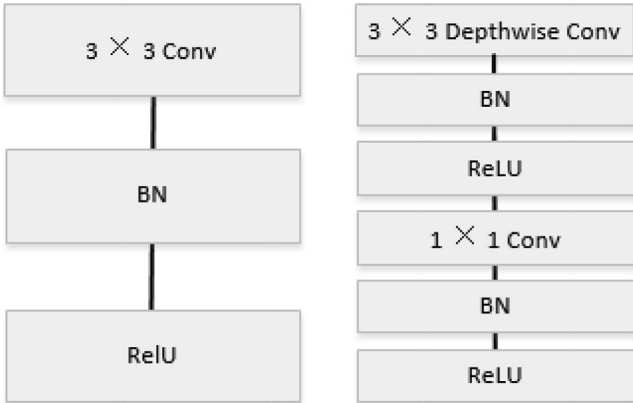 3 × 3 Conv
BN
RelU
3 × 3 Depthwise Conv
BN
ReLU
1 × 1 Conv
BN
ReLU